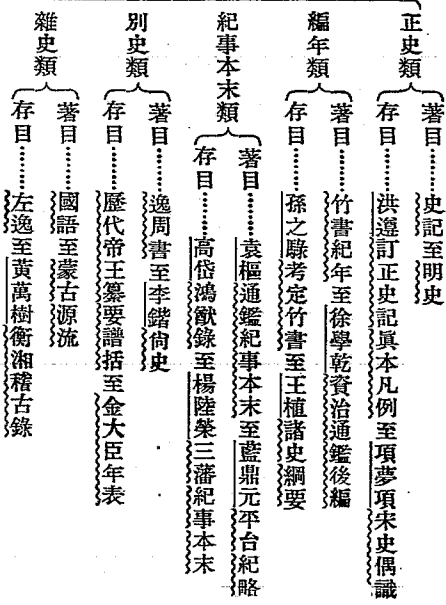 正史類
著目………史記至明史
存目………洪遵訂正史記眞本凡例至項夢項宋史偶識
編年類
著目………竹書紀年至徐學乾資治通鑑後編
存目………孫之騄考定竹書至王植諸史綱要
紀事本末類
著目………袁樞通鑑紀事本末至藍鼎元平台紀略
存目………高岱鴻猷錄至楊陸榮三藩紀事本末
別史類
著目………逸周書至李鍇尙史
存目………歷代帝王纂要譜括至金大臣年表
雜史類
著目………國語至蒙古源流
存目………左逸至黃萬樹衡湘稽古錄